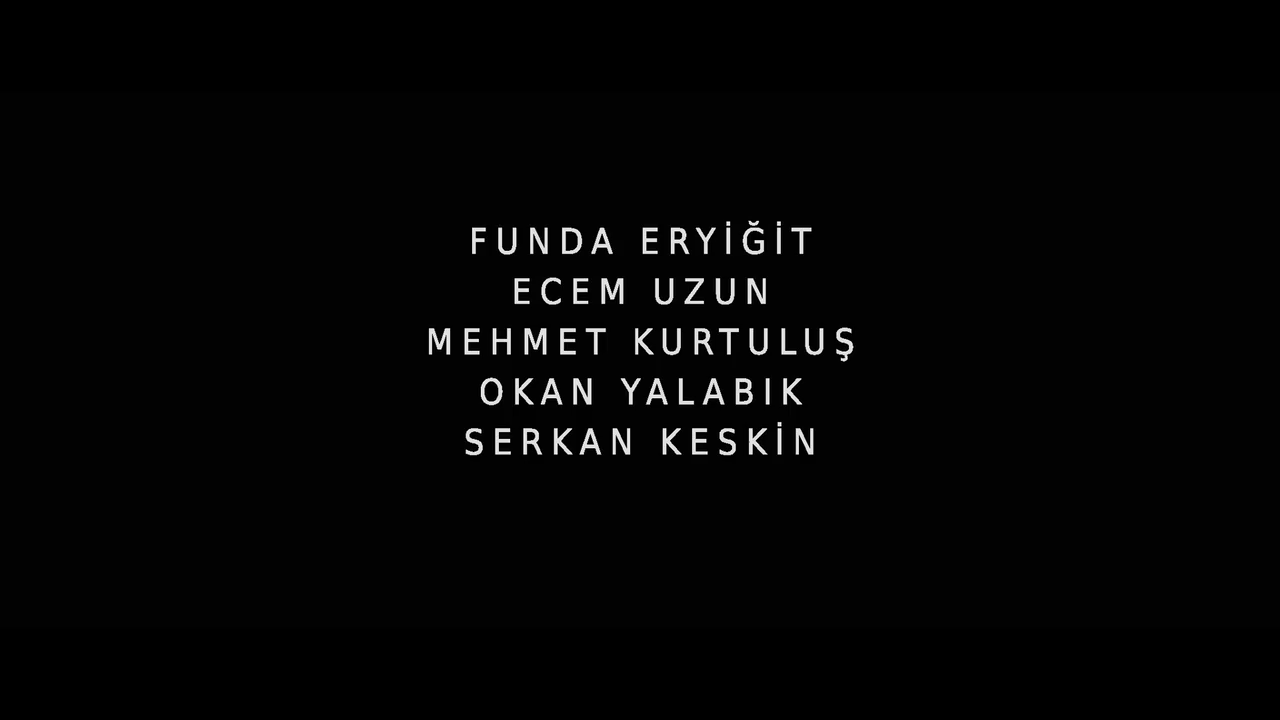 FUNDA ERYİĞİT
ECEM UZUN
MEHMET KURTULUŞ
OKAN YALABIK
SERKAN KESKİN